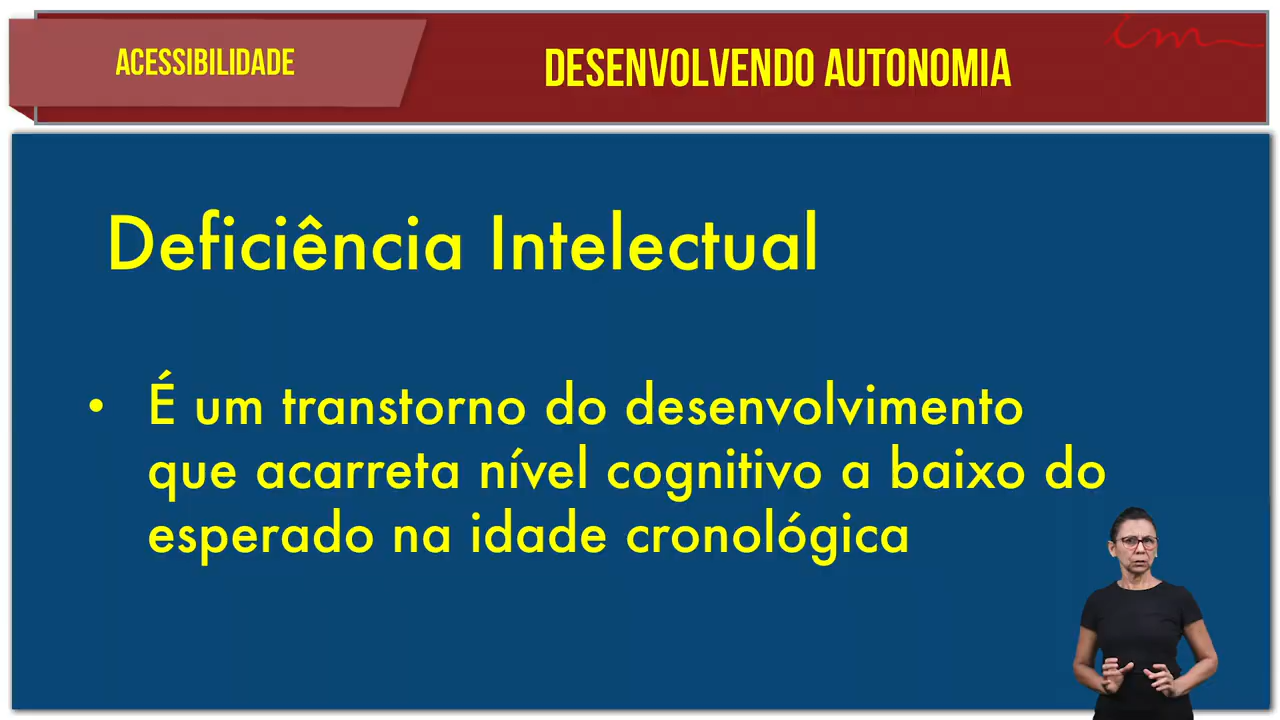 ACESSIBILIDADE
DESENVOLVENDO AUTONOMIA
Deficiência Intelectual
• É um transtorno do desenvolvimento
que acarreta nível cognitivo a baixo do
esperado na idade cronológica